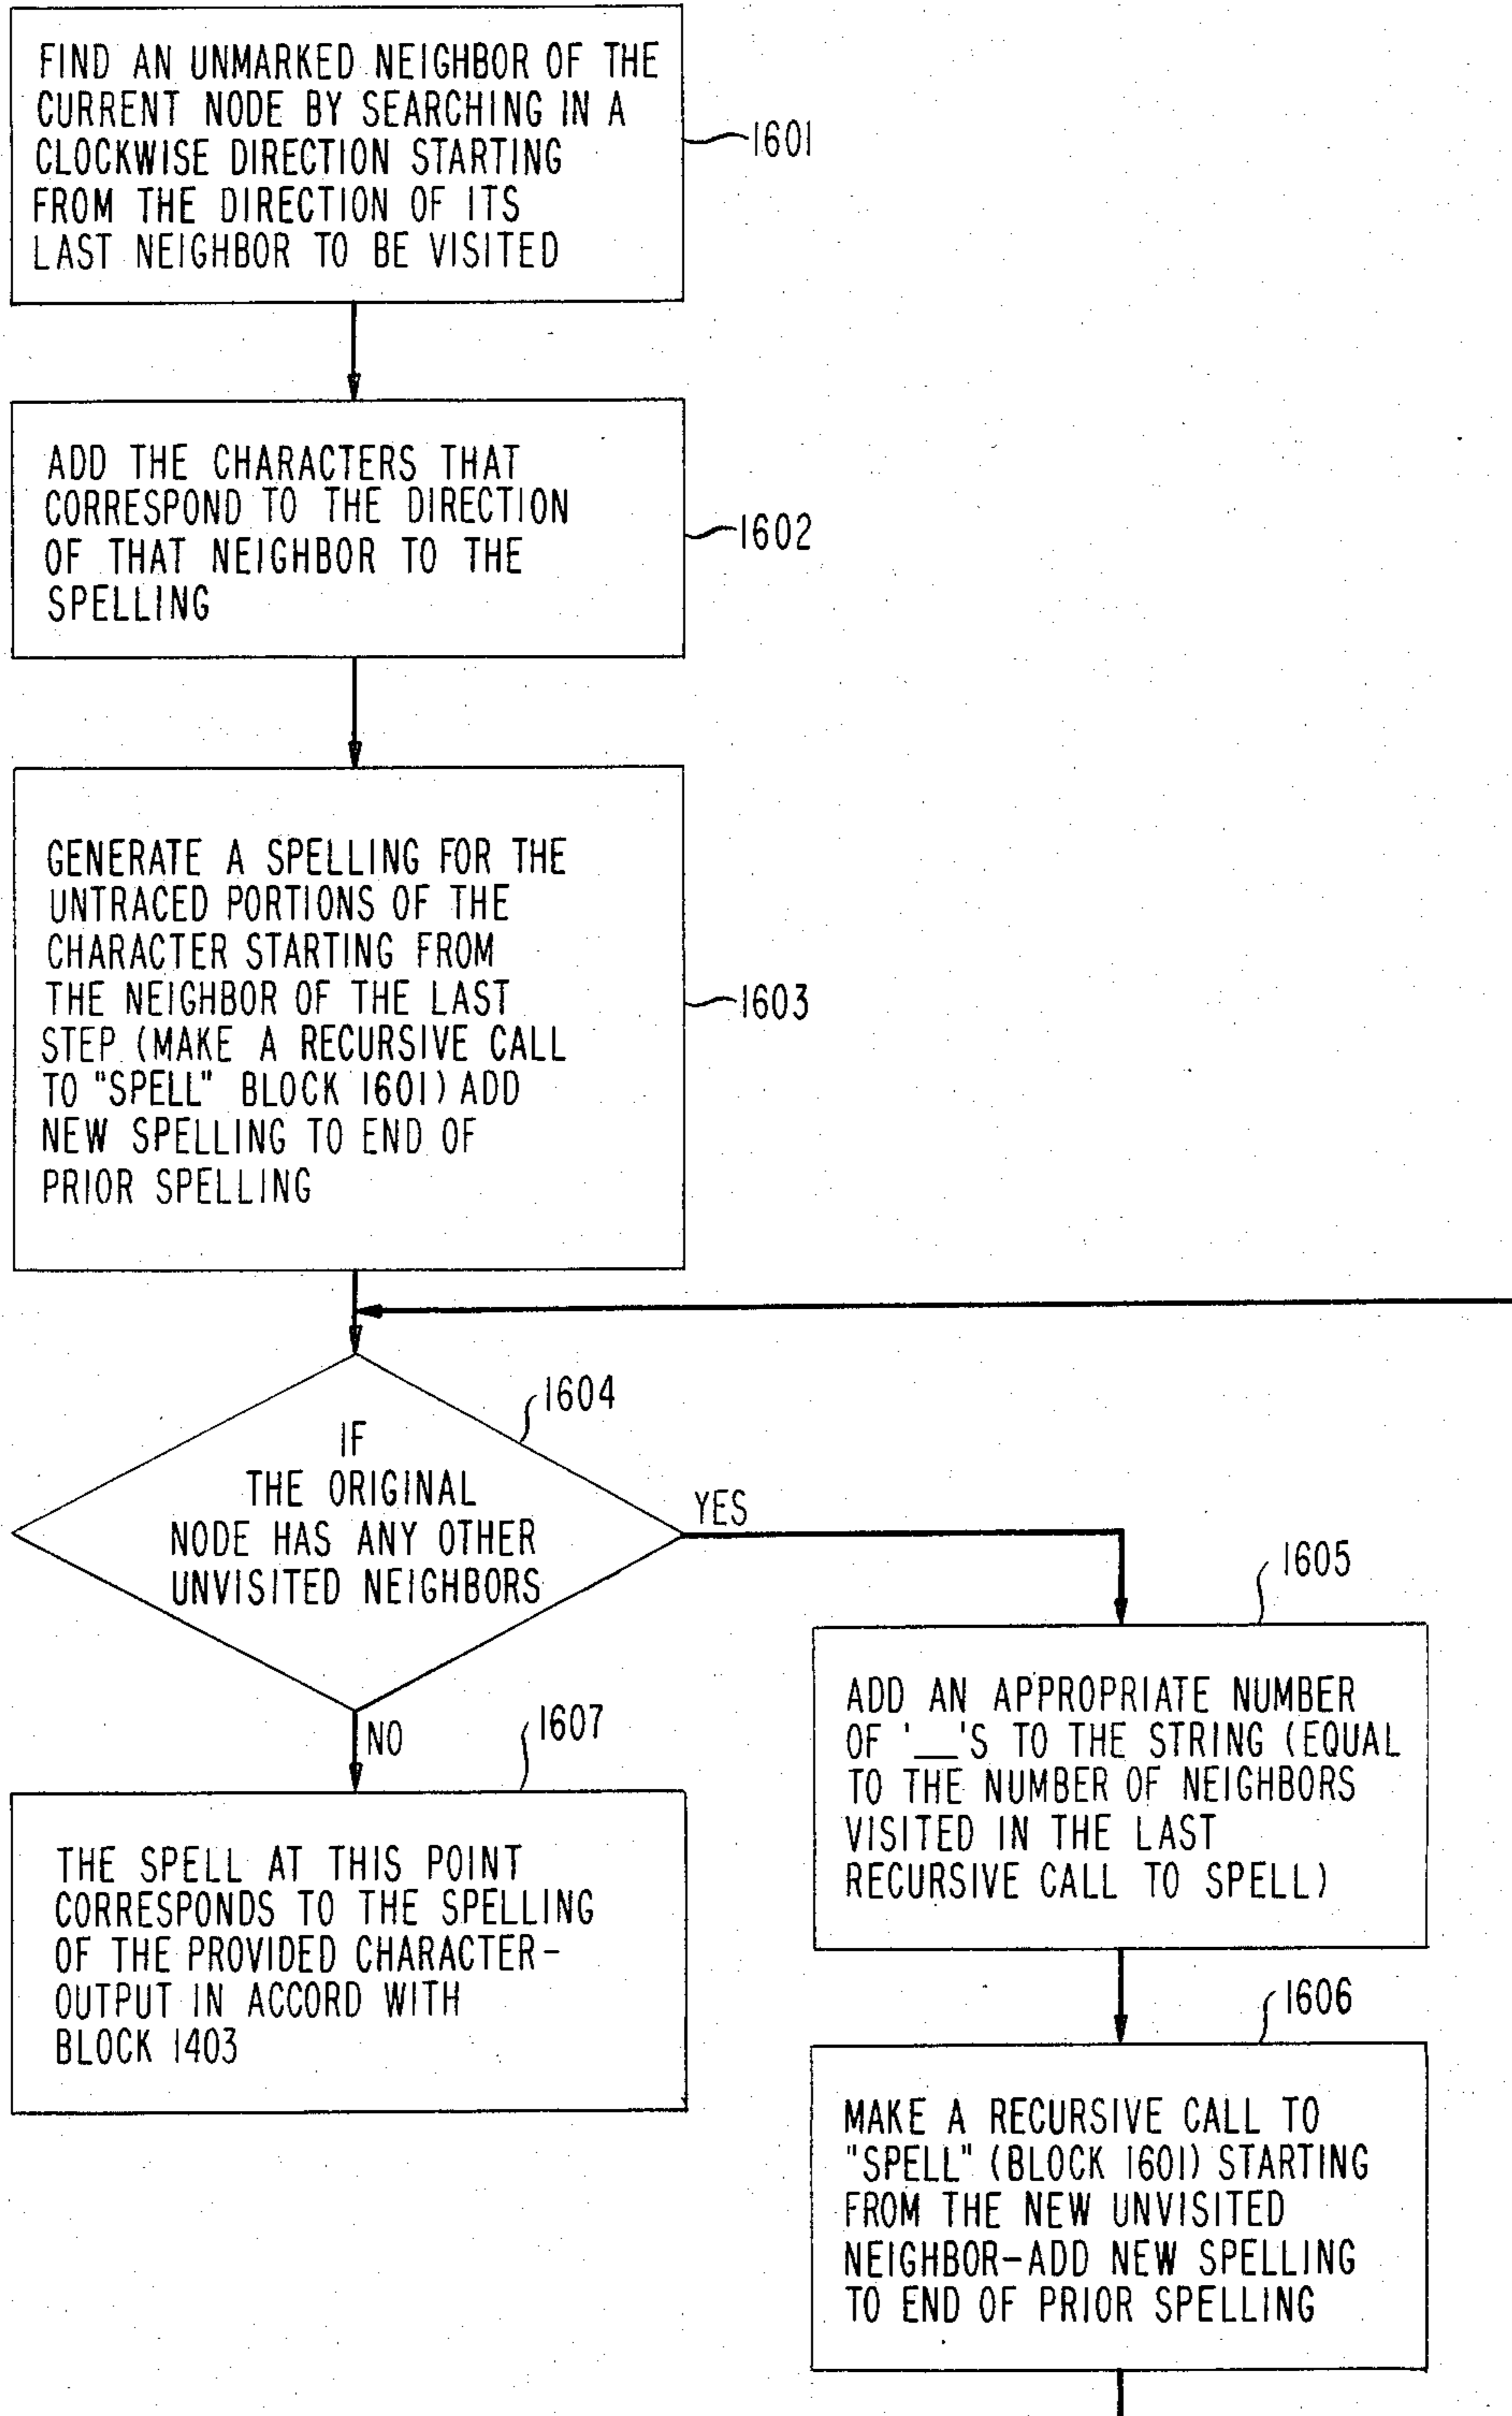 FIND AN UNMARKED NEIGHBOR OF THE
CURRENT NODE BY SEARCHING IN A
CLOCKWISE DIRECTION STARTING
FROM THE DIRECTION OF ITS
LAST NEIGHBOR TO BE VISITED
1601
ADD THE CHARACTERS THAT
CORRESPOND TO THE DIRECTION
OF THAT NEIGHBOR TO THE
SPELLING
1602
GENERATE A SPELLING FOR THE
UNTRACED PORTIONS OF THE
CHARACTER STARTING FROM
THE NEIGHBOR OF THE LAST
STEP (MAKE A RECURSIVE CALL
TO "SPELL" BLOCK 1601) ADD
NEW SPELLING TO END OF
PRIOR SPELLING
1603
1604
IF
THE ORIGINAL
NODE HAS ANY OTHER
UNVISITED NEIGHBORS
YES
NO
1605
ADD AN APPROPRIATE NUMBER
OF '__'S TO THE STRING (EQUAL
TO THE NUMBER OF NEIGHBORS
VISITED IN THE LAST
RECURSIVE CALL TO SPELL)
1607
THE SPELL AT THIS POINT
CORRESPONDS TO THE SPELLING
OF THE PROVIDED CHARACTER-
OUTPUT IN ACCORD WITH
BLOCK 1403
1606
MAKE A RECURSIVE CALL TO
"SPELL" (BLOCK 1601) STARTING
FROM THE NEW UNVISITED
NEIGHBOR-ADD NEW SPELLING
TO END OF PRIOR SPELLING